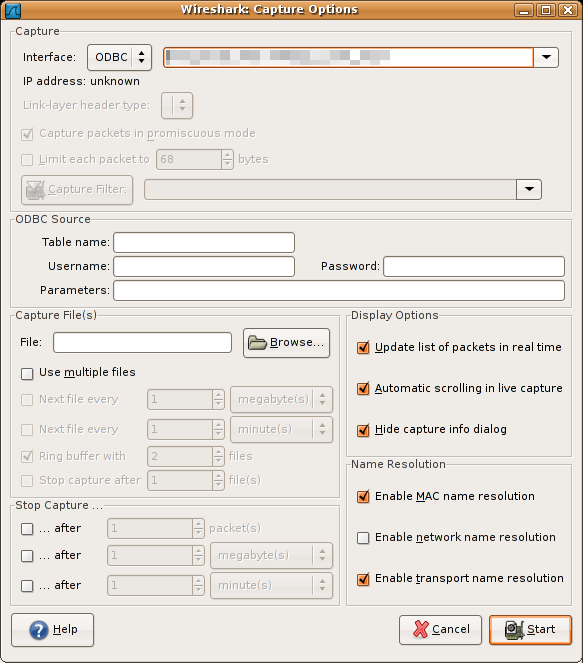 Wireshark: Capture Options
Capture
Interface: ODBC
IP address: unknown
Link-layer header type:
Capture packets in promiscuous mode
Limit each packet to 68 bytes
Capture Filter:
ODBC Source
Table name:
Username: Password:
Parameters:
Capture File(s)
File: Browse...
Use multiple files
Next file every 1 megabyte(s)
Next file every 1 minute(s)
Ring buffer with 2 files
Stop capture after 1 file(s)
Stop Capture ...
... after 1 packet(s)
... after 1 megabyte(s)
... after 1 minute(s)
Display Options
Update list of packets in real time
Automatic scrolling in live capture
Hide capture info dialog
Name Resolution
Enable MAC name resolution
Enable network name resolution
Enable transport name resolution
Help Cancel Start